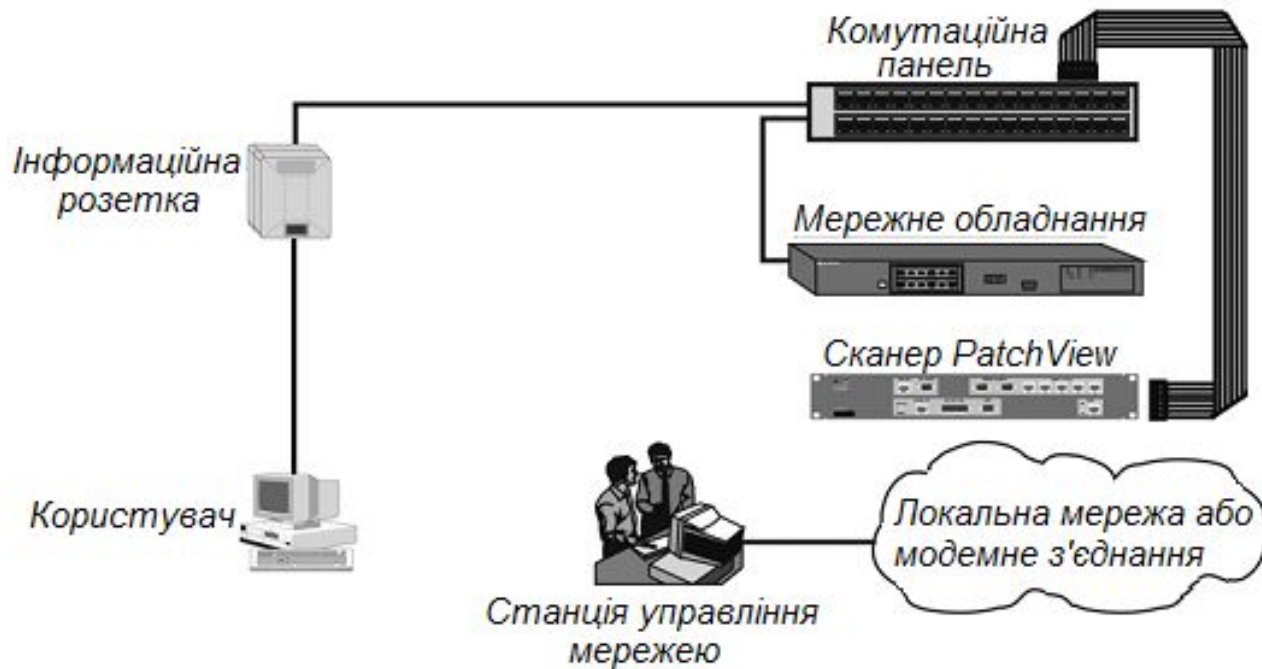 Комутаційна
панель
Інформаційна
розетка
Мережне обладнання
Сканер PatchView
Користувач
Локальна мережа або
модемне з'єднання
Станція управління
мережею